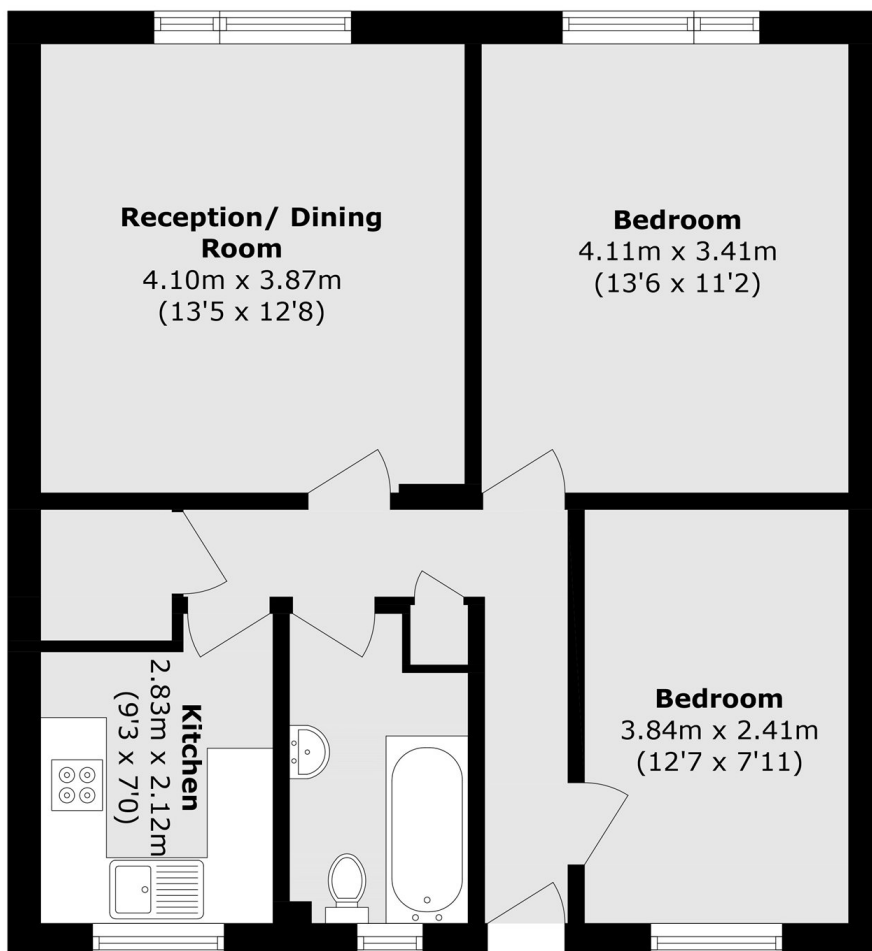 Reception/ Dining
Room
4.10m x 3.87m
(13'5 x 12'8)
Bedroom
4.11m x 3.41m
(13'6 x 11'2)
Kitchen
2.83m x 2.12m
(9'3 x 7'0)
Bedroom
3.84m x 2.41m
(12'7 x 7'11)